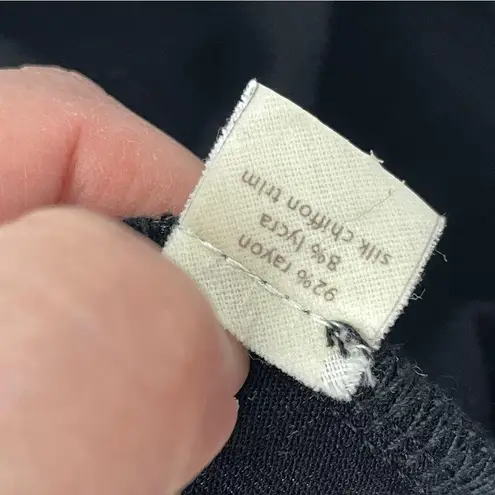 92% rayon
8% lycra
silk chiffon trim